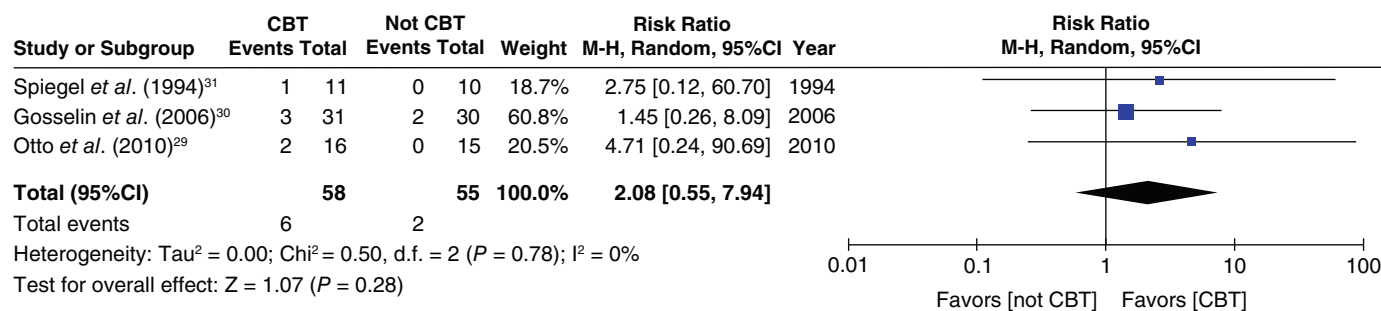 CBT Not CBT Risk Ratio Risk Ratio
Study or Subgroup Events Total Events Total Weight M-H, Random, 95%CI Year M-H, Random, 95%CI
Spiegel et al. (1994)³¹ 1 11 0 10 18.7% 2.75 [0.12, 60.70] 1994
Gosselin et al. (2006)³⁰ 3 31 2 30 60.8% 1.45 [0.26, 8.09] 2006
Otto et al. (2010)²⁹ 2 16 0 15 20.5% 4.71 [0.24, 90.69] 2010
Total (95%CI) 58 55 100.0% 2.08 [0.55, 7.94]
Total events 6 2
Heterogeneity: Tau² = 0.00; Chi² = 0.50, d.f. = 2 (P = 0.78); I² = 0%
Test for overall effect: Z = 1.07 (P = 0.28)
0.01 0.1 1 10 100
Favors [not CBT] Favors [CBT]